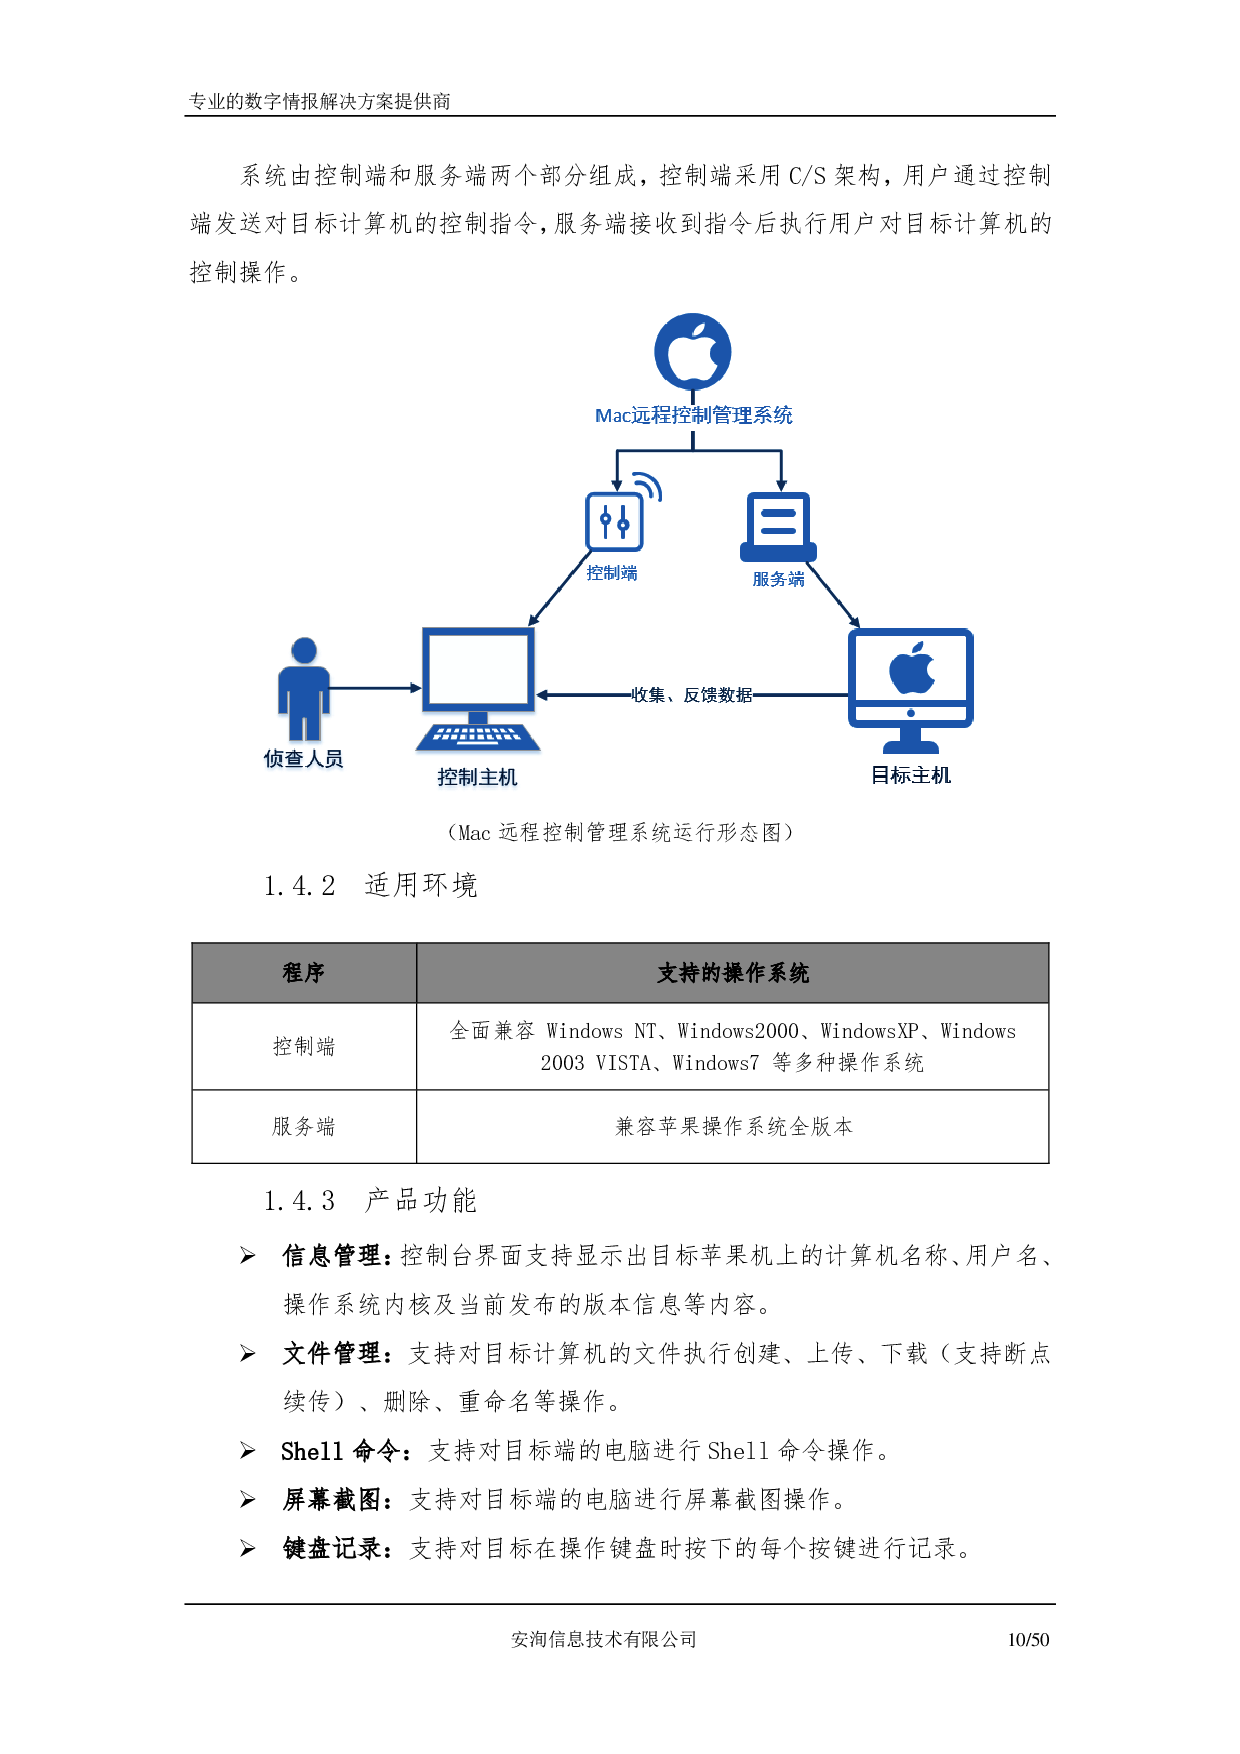 专业的数字情报解决方案提供商
系统由控制端和服务端两个部分组成，控制端采用 C/S 架构，用户通过控制
端发送对目标计算机的控制指令，服务端接收到指令后执行用户对目标计算机的
控制操作。
Mac远程控制管理系统
控制端
服务端
收集、反馈数据
侦查人员
控制主机
目标主机
（Mac 远程控制管理系统运行形态图）
1.4.2 适用环境
程序 支持的操作系统
控制端 全面兼容 Windows NT、Windows2000、WindowsXP、Windows
2003 VISTA、Windows7 等多种操作系统
服务端 兼容苹果操作系统全版本
1.4.3 产品功能
➢ 信息管理：控制台界面支持显示出目标苹果机上的计算机名称、用户名、
操作系统内核及当前发布的版本信息等内容。
➢ 文件管理：支持对目标计算机的文件执行创建、上传、下载（支持断点
续传）、删除、重命名等操作。
➢ Shell 命令：支持对目标端的电脑进行 Shell 命令操作。
➢ 屏幕截图：支持对目标端的电脑进行屏幕截图操作。
➢ 键盘记录：支持对目标在操作键盘时按下的每个按键进行记录。
安洵信息技术有限公司 10/50